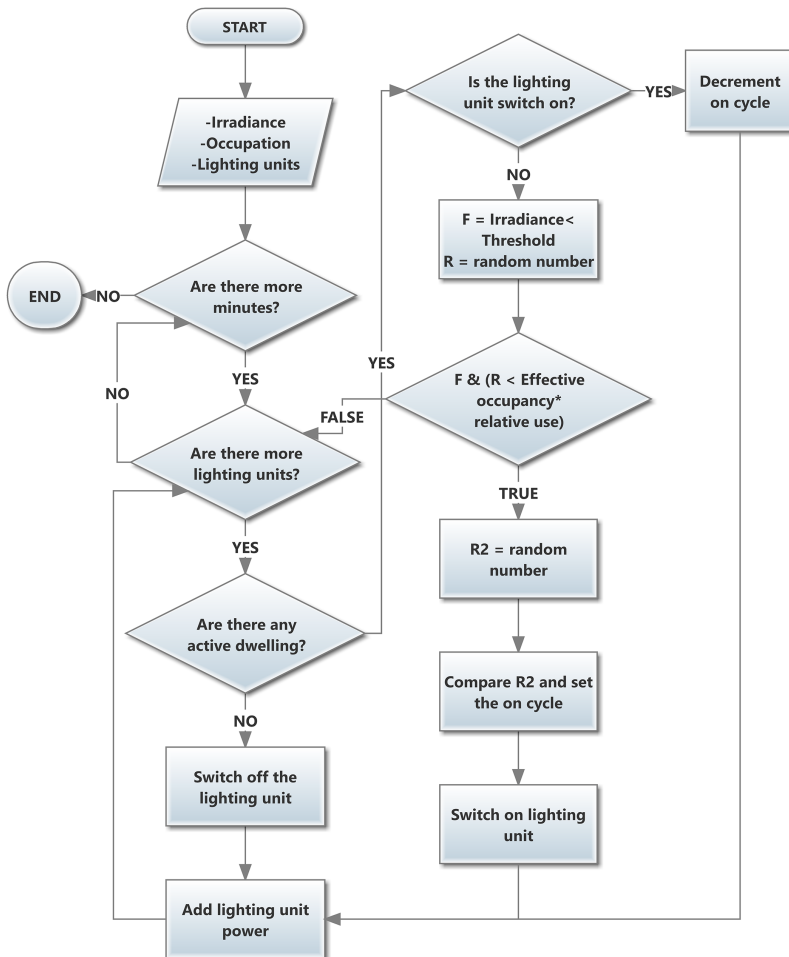 START
-Irradiance
-Occupation
-Lighting units
Are there more
minutes?
NO
END
YES
NO
Are there more
lighting units?
YES
Are there any
active dwelling?
NO
Switch off the
lighting unit
Add lighting unit
power
YES
Is the lighting
unit switch on?
YES
Decrement
on cycle
NO
F = Irradiance<
Threshold
R = random number
F & (R < Effective
occupancy*
relative use)
FALSE
TRUE
R2 = random
number
Compare R2 and set
the on cycle
Switch on lighting
unit